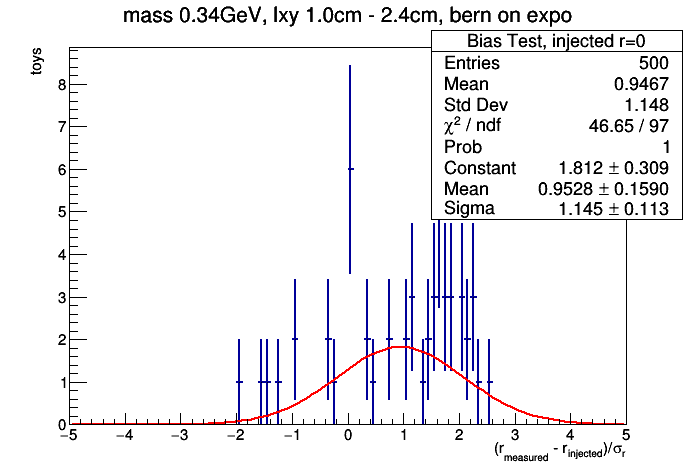 mass 0.34GeV, lxy 1.0cm - 2.4cm, bern on expo
Bias Test, injected r=0
Entries 500
Mean 0.9467
Std Dev 1.148
χ² / ndf 46.65 / 97
Prob 1
Constant 1.812 ± 0.309
Mean 0.9528 ± 0.1590
Sigma 1.145 ± 0.113
toys
8
7
6
5
4
3
2
1
0
−5 −4 −3 −2 −1 0 1 2 3 4 5
(r_measured - r_injected)/σ_r